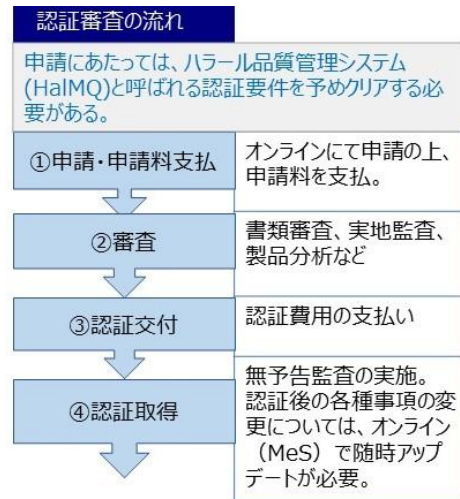 認証審査の流れ
申請にあたっては、ハラール品質管理システム
(HalMQ)と呼ばれる認証要件を予めクリアする必
要がある。
①申請・申請料支払
オンラインにて申請の上、
申請料を支払。
②審査
書類審査、実地監査、
製品分析など
③認証交付
認証費用の支払い
④認証取得
無予告監査の実施。
認証後の各種事項の変
更については、オンライン
（MeS）で随時アップ
デートが必要。